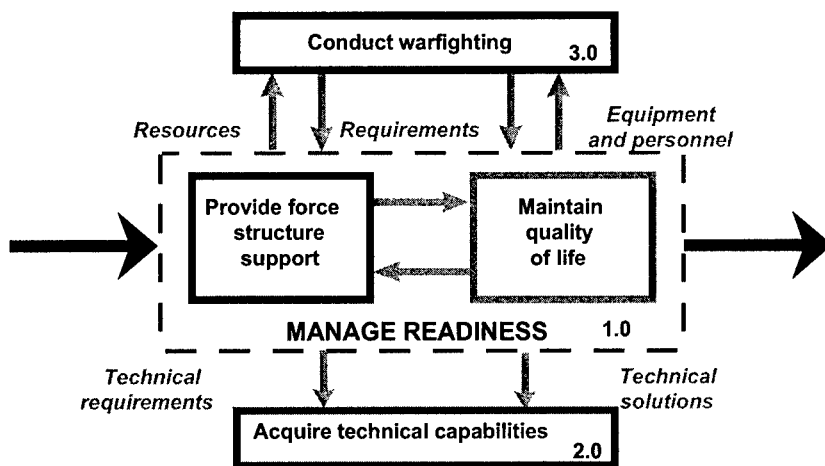 Conduct warfighting
3.0
Resources
Requirements
Equipment
and personnel
Provide force
structure
support
Maintain
quality
of life
MANAGE READINESS 1.0
Technical
requirements
Technical
solutions
Acquire technical capabilities
2.0